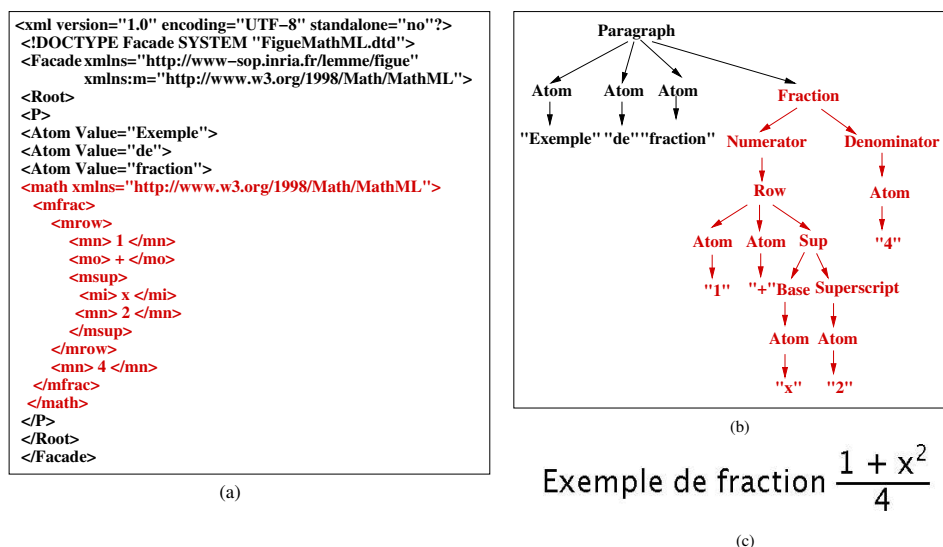 <xml version="1.0" encoding="UTF-8" standalone="no"?>
<!DOCTYPE Facade SYSTEM "FigueMathML.dtd">
<Facade xmlns="http://www-sop.inria.fr/lemme/figue"
xmlns:m="http://www.w3.org/1998/Math/MathML">
<Root>
<P>
<Atom Value="Exemple">
<Atom Value="de">
<Atom Value="fraction">
<math xmlns="http://www.w3.org/1998/Math/MathML">
<mfrac>
<mrow>
<mn> 1 </mn>
<mo> + </mo>
<msup>
<mi> x </mi>
<mn> 2 </mn>
</msup>
</mrow>
<mn> 4 </mn>
</mfrac>
</math>
</P>
</Root>
</Facade>
(a)
Paragraph
Atom Atom Atom Fraction
"Exemple" "de" "fraction"
Numerator Denominator
Row Atom
Atom Atom Sup "4"
"1" "+" Base Superscript
Atom Atom
"x" "2"
(b)
Exemple de fraction 1 + x²
4
(c)